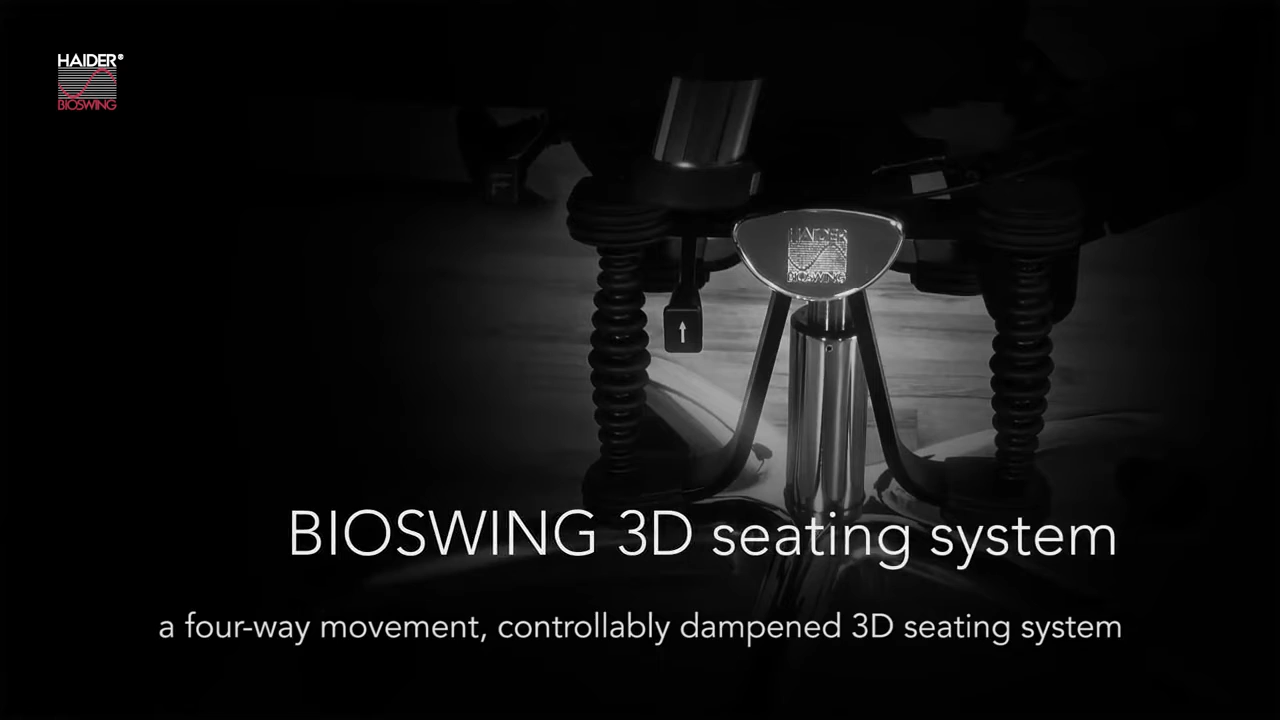 HAIDER®
BIOSWING
HAIDER
BIOSWING
BIOSWING 3D seating system
a four-way movement, controllably dampened 3D seating system